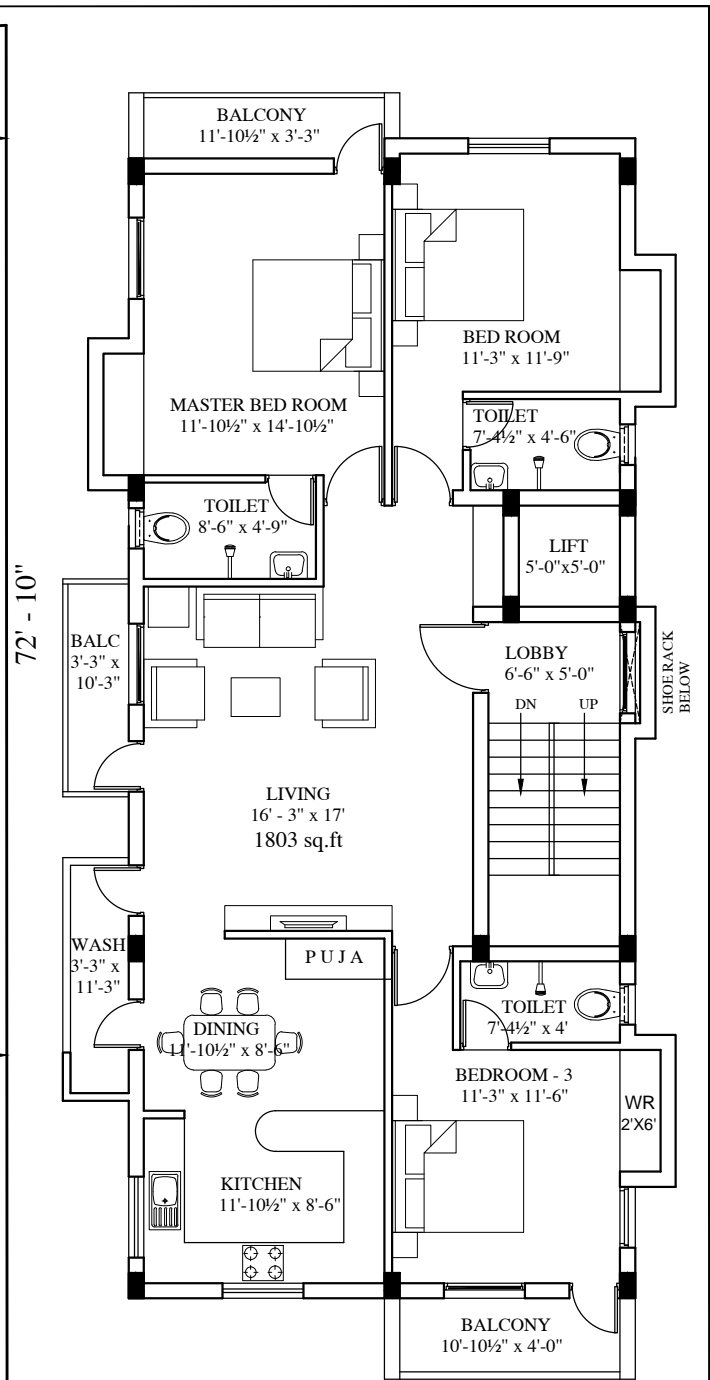 BALCONY
11'-10½" x 3'-3"
BED ROOM
11'-3" x 11'-9"
MASTER BED ROOM
11'-10½" x 14'-10½"
TOILET
7'-4½" x 4'-6"
TOILET
8'-6" x 4'-9"
LIFT
5'-0"x5'-0"
72' - 10"
BALC
3'-3" x
10'-3"
LOBBY
6'-6" x 5'-0"
SHOE RACK
BELOW
DN
UP
LIVING
16' - 3" x 17'
1803 sq.ft
WASH
3'-3" x
11'-3"
PUJA
DINING
11'-10½" x 8'-6"
TOILET
7'-4½" x 4'
BEDROOM - 3
11'-3" x 11'-6"
WR
2'X6'
KITCHEN
11'-10½" x 8'-6"
BALCONY
10'-10½" x 4'-0"